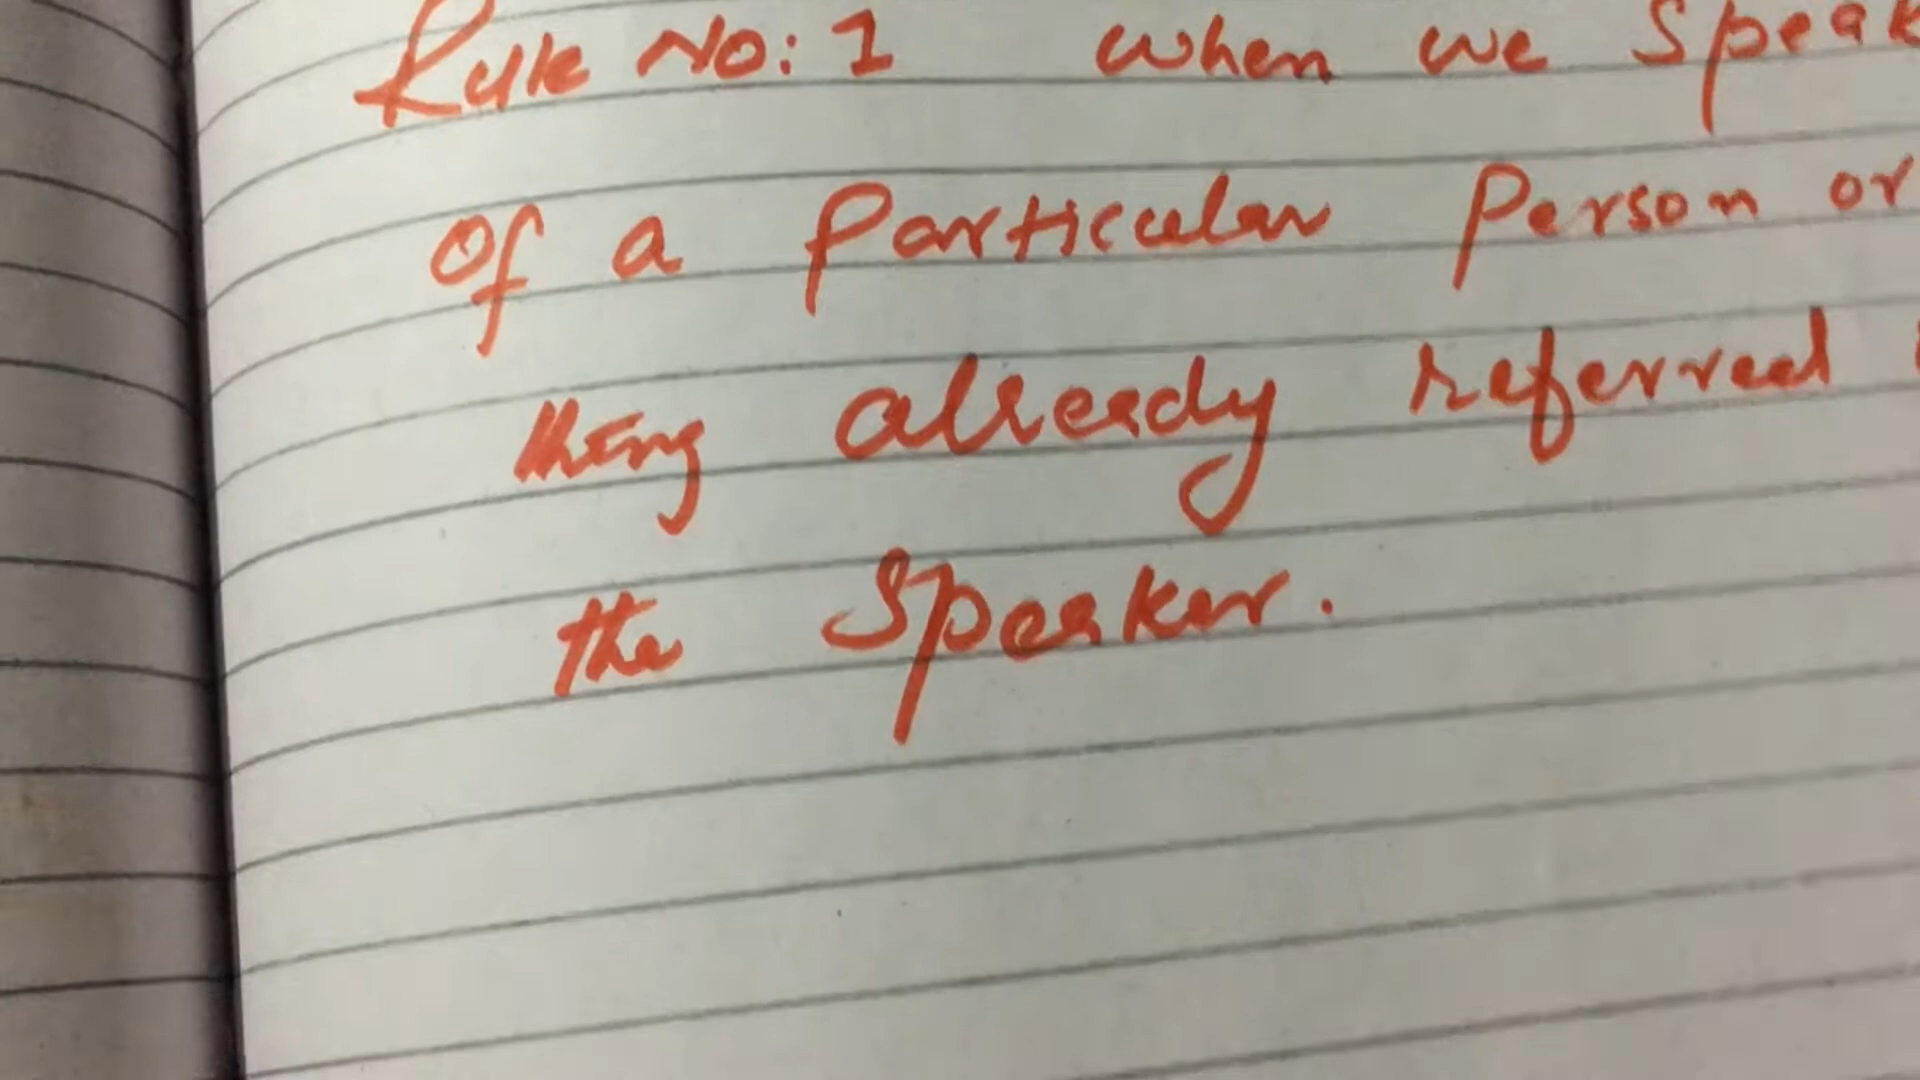 Rule No: 1 when we Speak
of a Particular Person or
thing already referred
the Speaker.